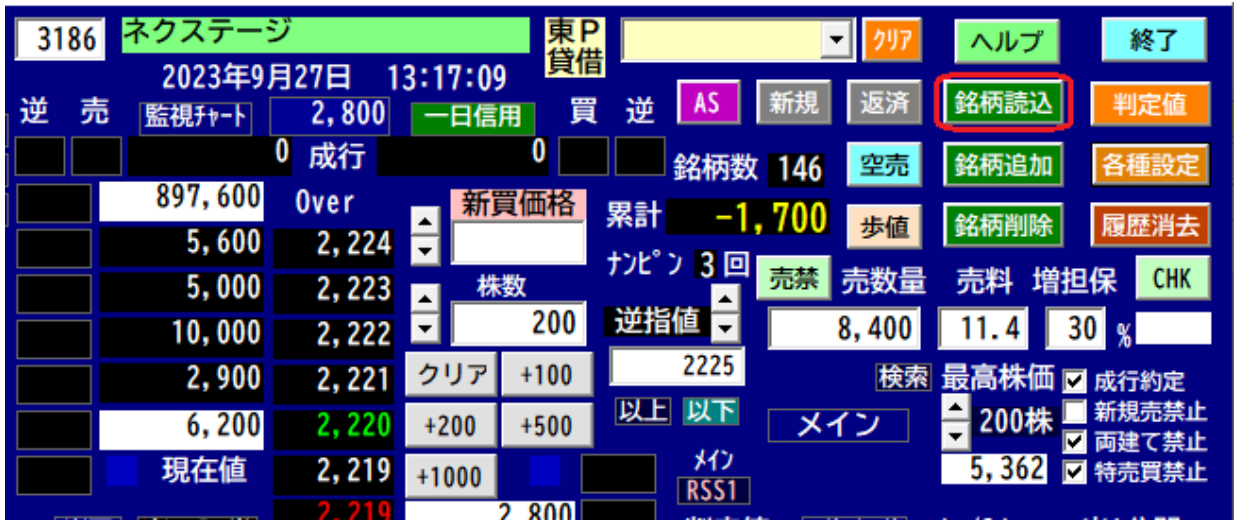 3186 ネクステージ 東P 貸借 クリア ヘルプ 終了
2023年9月27日 13:17:09
逆 売 監視ﾁｬｰﾄ 2,800 一日信用 買 逆 AS 新規 返済 銘柄読込 判定値
0 成行 0 銘柄数 146 空売 銘柄追加 各種設定
897,600 Over 新買価格 累計 -1,700 歩値 銘柄削除 履歴消去
5,600 2,224 ﾅﾝﾋﾟﾝ 3回 売禁 売数量 売料 増担保 CHK
5,000 2,223 株数
10,000 2,222 200 逆指値 8,400 11.4 30 %
2,900 2,221 クリア +100 2225 検索 最高株価 成行約定
6,200 2,220 +200 +500 以上 以下 メイン 200株 新規売禁止
両建て禁止
現在値 2,219 +1000 ﾒｲﾝ 5,362 特売買禁止
RSS1
2,219 2,800